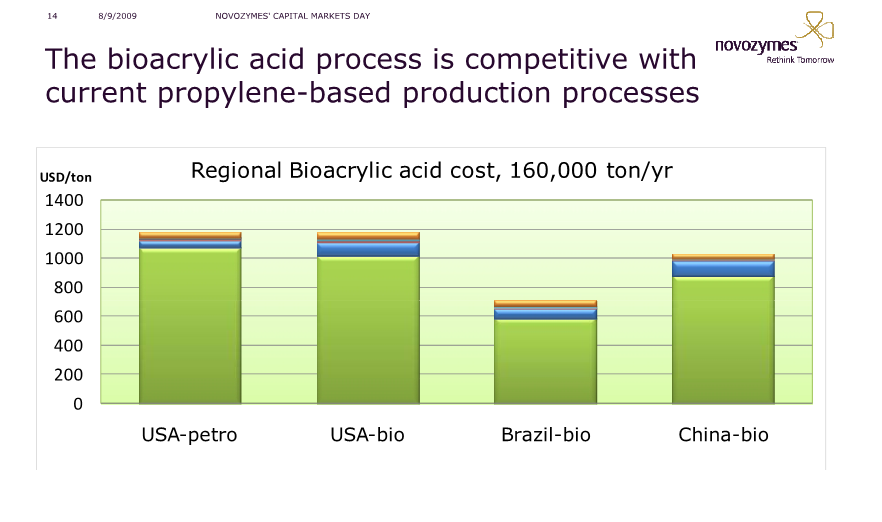 14 8/9/2009 NOVOZYMES' CAPITAL MARKETS DAY
novozymes
Rethink Tomorrow
The bioacrylic acid process is competitive with
current propylene-based production processes
Regional Bioacrylic acid cost, 160,000 ton/yr
USD/ton
1400
1200
1000
800
600
400
200
0
USA-petro USA-bio Brazil-bio China-bio